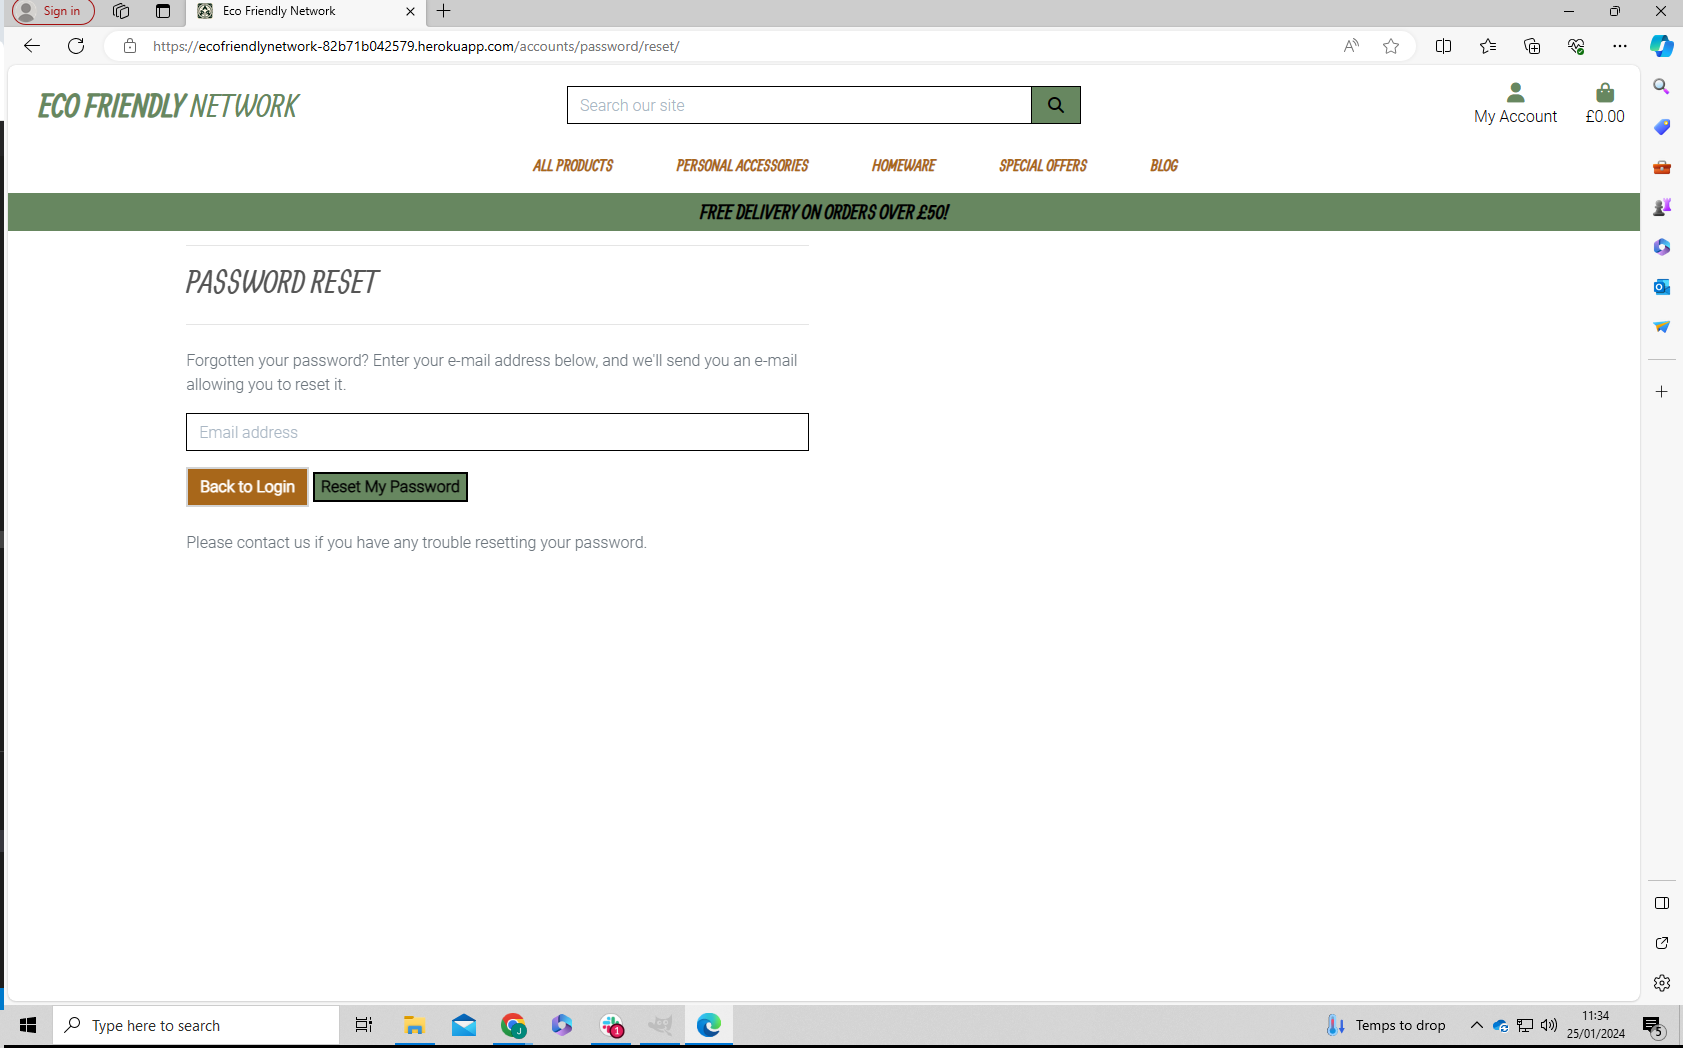 Sign in
Eco Friendly Network
https://ecofriendlynetwork-82b71b042579.herokuapp.com/accounts/password/reset/
ECO FRIENDLY NETWORK
Search our site
My Account
£0.00
ALL PRODUCTS
PERSONAL ACCESSORIES
HOMEWARE
SPECIAL OFFERS
BLOG
FREE DELIVERY ON ORDERS OVER £50!
PASSWORD RESET
Forgotten your password? Enter your e-mail address below, and we'll send you an e-mail
allowing you to reset it.
Email address
Back to Login
Reset My Password
Please contact us if you have any trouble resetting your password.
Type here to search
J
1
Temps to drop
11:34
25/01/2024
5